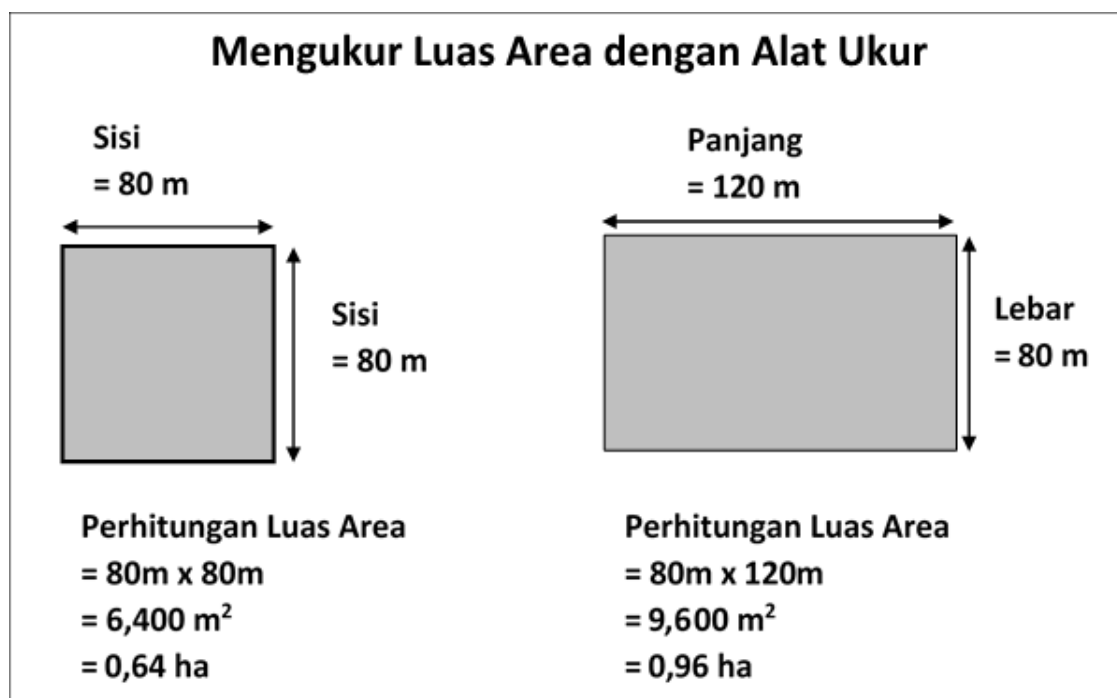 Mengukur Luas Area dengan Alat Ukur
Sisi
= 80 m
Sisi
= 80 m
Perhitungan Luas Area
= 80m x 80m
= 6,400 m²
= 0,64 ha
Panjang
= 120 m
Lebar
= 80 m
Perhitungan Luas Area
= 80m x 120m
= 9,600 m²
= 0,96 ha